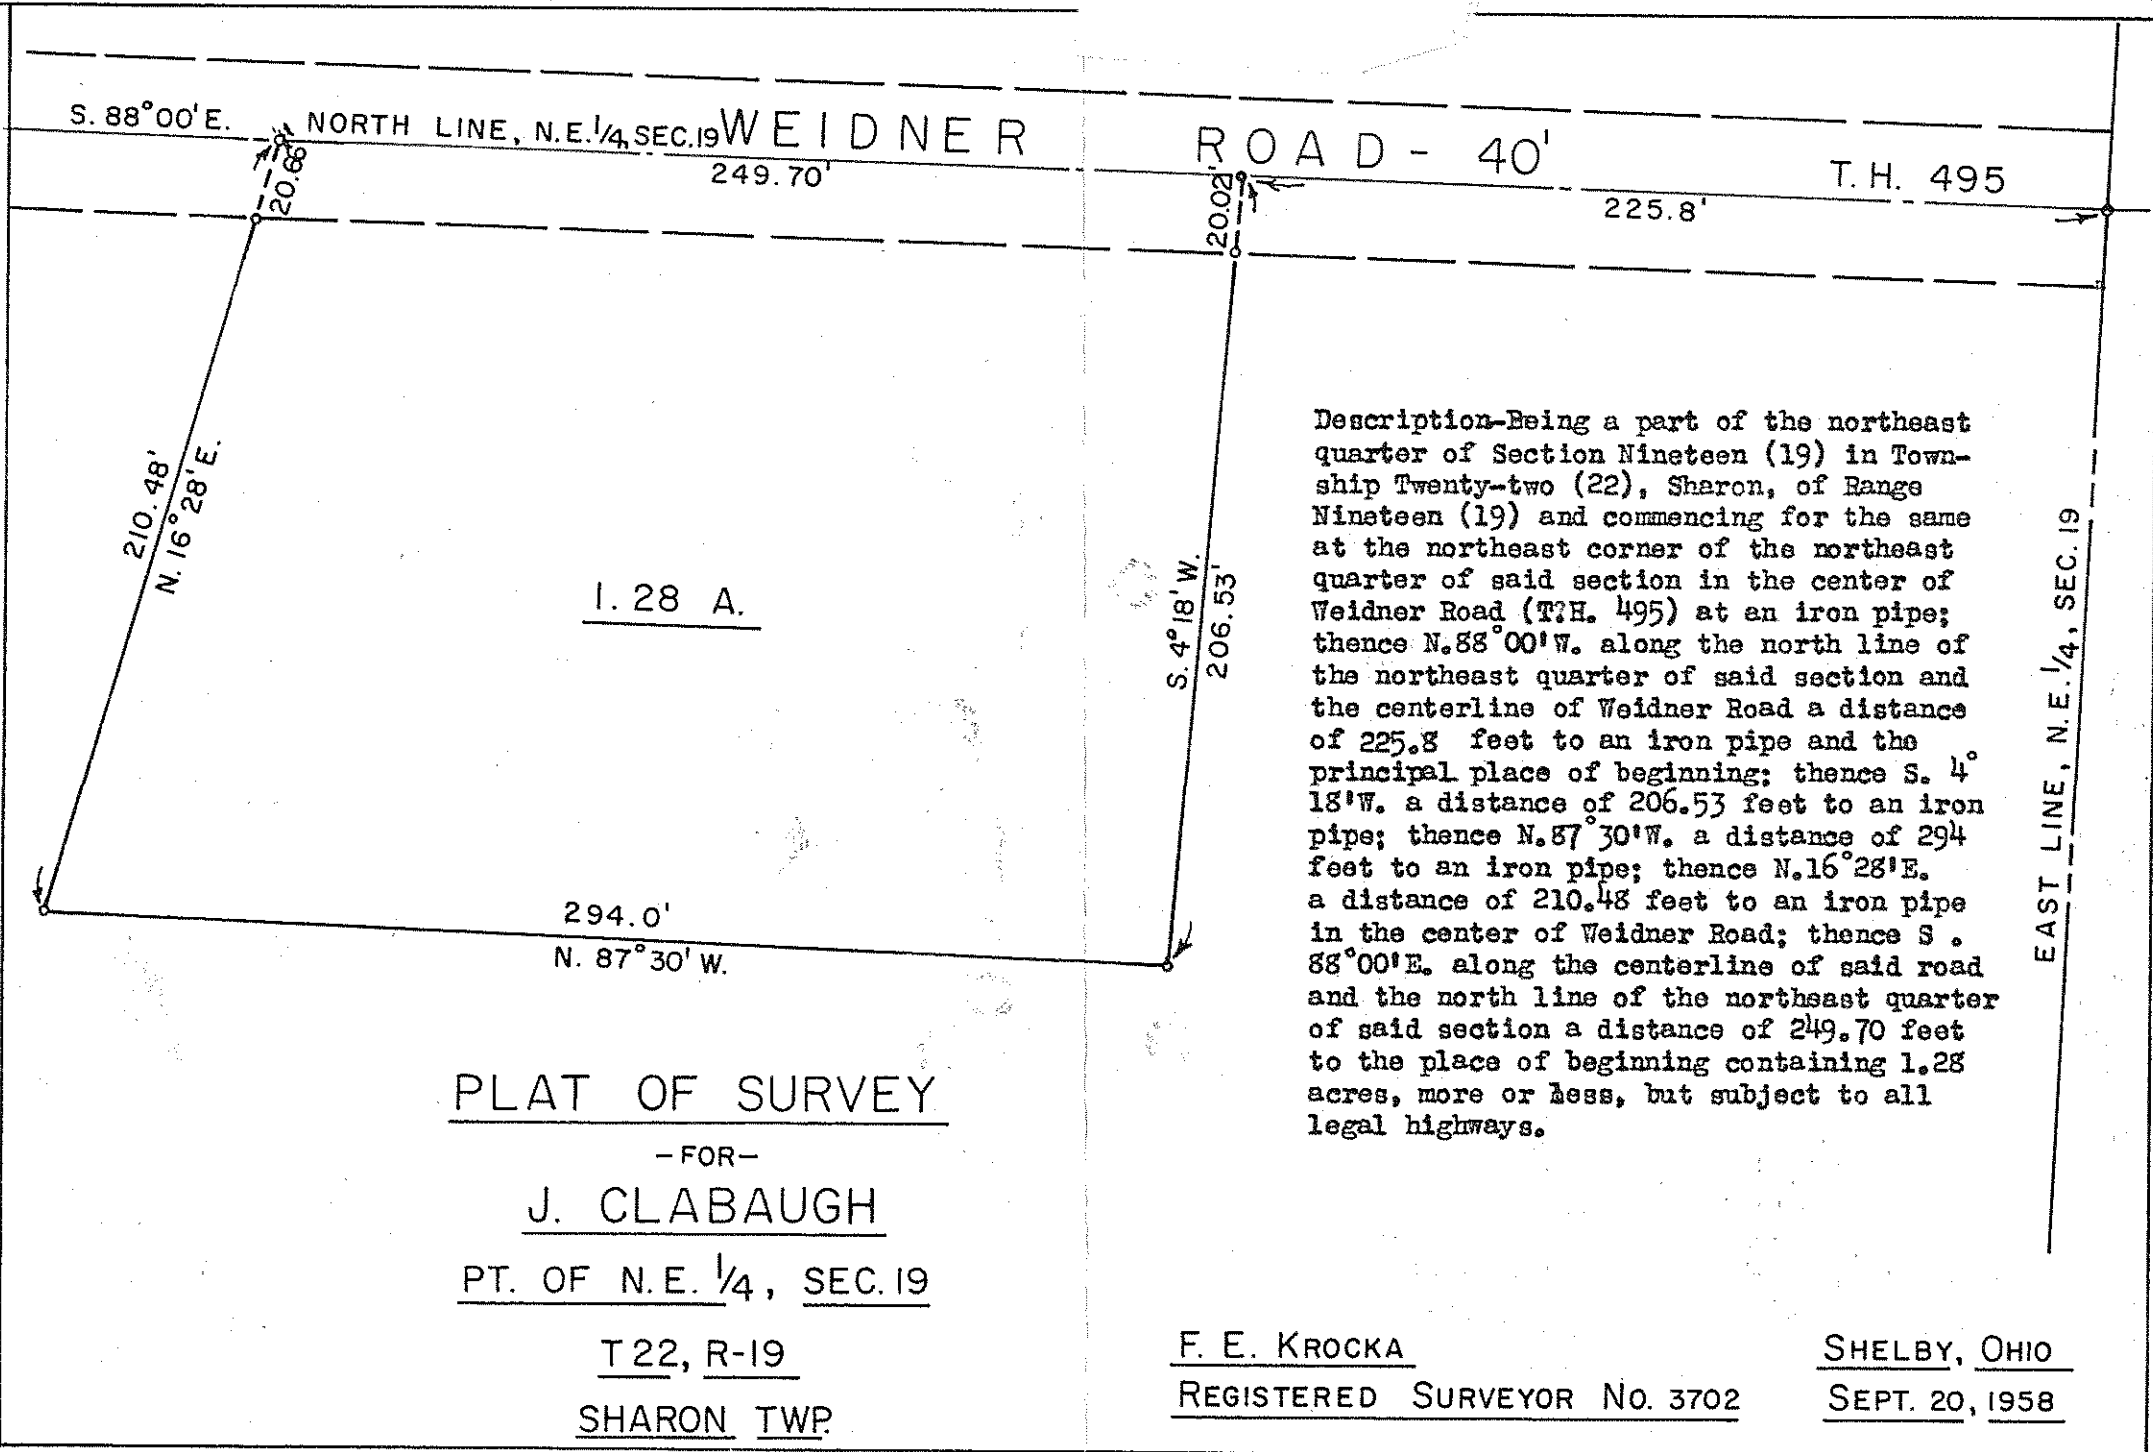 S. 88°00'E.
NORTH LINE, N.E. 1/4, SEC. 19
WEIDNER ROAD - 40'
T. H. 495
249.70'
225.8'
20.66'
20.02'
210.48'
N. 16°28'E.
1.28 A.
S. 4°18' W.
206.53'
294.0'
N. 87°30' W.
EAST LINE, N.E. 1/4, SEC. 19
Description-Being a part of the northeast
quarter of Section Nineteen (19) in Town-
ship Twenty-two (22), Sharon, of Range
Nineteen (19) and commencing for the same
at the northeast corner of the northeast
quarter of said section in the center of
Weidner Road (T?H. 495) at an iron pipe;
thence N.88°00'W. along the north line of
the northeast quarter of said section and
the centerline of Weidner Road a distance
of 225.8 feet to an iron pipe and the
principal place of beginning; thence S. 4°
18'W. a distance of 206.53 feet to an iron
pipe; thence N.87°30'W. a distance of 294
feet to an iron pipe; thence N.16°28'E.
a distance of 210.48 feet to an iron pipe
in the center of Weidner Road; thence S .
88°00'E. along the centerline of said road
and the north line of the northeast quarter
of said section a distance of 249.70 feet
to the place of beginning containing 1.28
acres, more or less, but subject to all
legal highways.
PLAT OF SURVEY
-FOR-
J. CLABAUGH
PT. OF N.E. 1/4, SEC. 19
T 22, R-19
SHARON TWP.
F. E. KROCKA
REGISTERED SURVEYOR No. 3702
SHELBY, OHIO
SEPT. 20, 1958